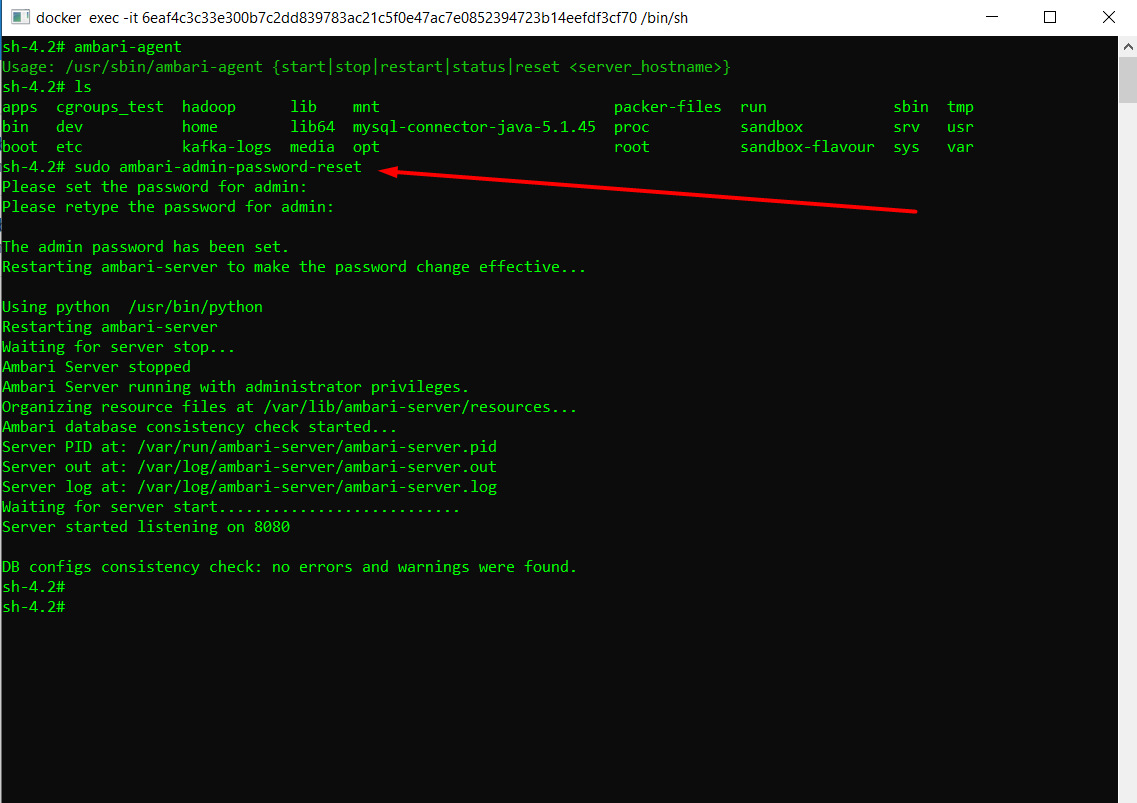 docker  exec -it 6eaf4c3c33e300b7c2dd839783ac21c5f0e47ac7e0852394723b14eefdf3cf70 /bin/sh
sh-4.2# ambari-agent
Usage: /usr/sbin/ambari-agent {start|stop|restart|status|reset <server_hostname>}
sh-4.2# ls
apps  cgroups_test  hadoop      lib    mnt                          packer-files  run              sbin  tmp
bin   dev           home        lib64  mysql-connector-java-5.1.45  proc          sandbox          srv   usr
boot  etc           kafka-logs  media  opt                          root          sandbox-flavour  sys   var
sh-4.2# sudo ambari-admin-password-reset
Please set the password for admin:
Please retype the password for admin:
The admin password has been set.
Restarting ambari-server to make the password change effective...
Using python  /usr/bin/python
Restarting ambari-server
Waiting for server stop...
Ambari Server stopped
Ambari Server running with administrator privileges.
Organizing resource files at /var/lib/ambari-server/resources...
Ambari database consistency check started...
Server PID at: /var/run/ambari-server/ambari-server.pid
Server out at: /var/log/ambari-server/ambari-server.out
Server log at: /var/log/ambari-server/ambari-server.log
Waiting for server start...........................
Server started listening on 8080
DB configs consistency check: no errors and warnings were found.
sh-4.2#
sh-4.2#